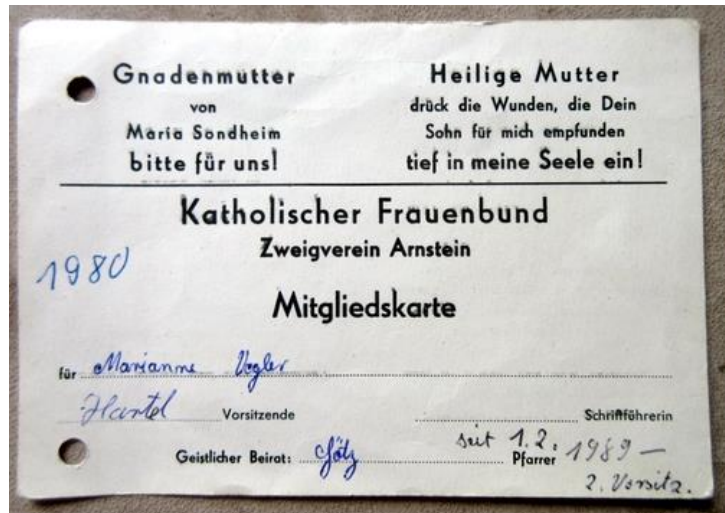 Gnadenmutter
von
Maria Sondheim
bitte für uns!
Heilige Mutter
drück die Wunden, die Dein
Sohn für mich empfunden
tief in meine Seele ein!
Katholischer Frauenbund
Zweigverein Arnstein
1980
Mitgliedskarte
für Marianne Vogler
Hartel Vorsitzende Schriftführerin
Geistlicher Beirat: Götz Pfarrer
seit 1.2. 1989 –
2. Vorsitz.